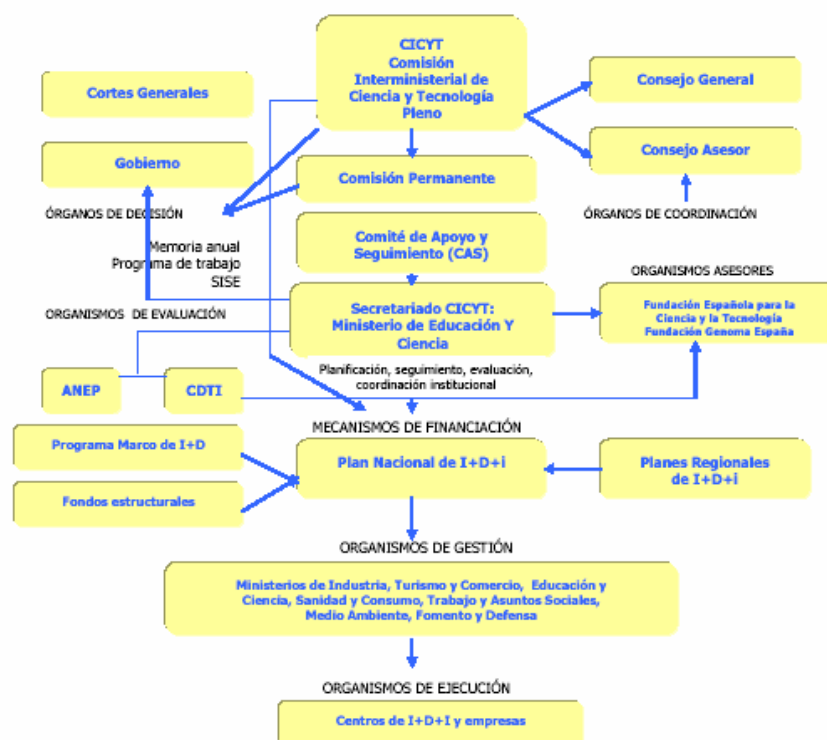 CICYT
Comisión
Interministerial de
Ciencia y Tecnología
Pleno
Cortes Generales
Consejo General
Gobierno
Consejo Asesor
Comisión Permanente
ÓRGANOS DE DECISIÓN
ÓRGANOS DE COORDINACIÓN
Memoria anual
Programa de trabajo
SISE
Comité de Apoyo y
Seguimiento (CAS)
ORGANISMOS ASESORES
ORGANISMOS DE EVALUACIÓN
Secretariado CICYT:
Ministerio de Educación Y
Ciencia
Fundación Española para la
Ciencia y la Tecnología
Fundación Genoma España
Planificación, seguimiento, evaluación,
coordinación institucional
ANEP
CDTI
MECANISMOS DE FINANCIACIÓN
Programa Marco de I+D
Plan Nacional de I+D+i
Planes Regionales
de I+D+i
Fondos estructurales
ORGANISMOS DE GESTIÓN
Ministerios de Industria, Turismo y Comercio, Educación y
Ciencia, Sanidad y Consumo, Trabajo y Asuntos Sociales,
Medio Ambiente, Fomento y Defensa
ORGANISMOS DE EJECUCIÓN
Centros de I+D+I y empresas